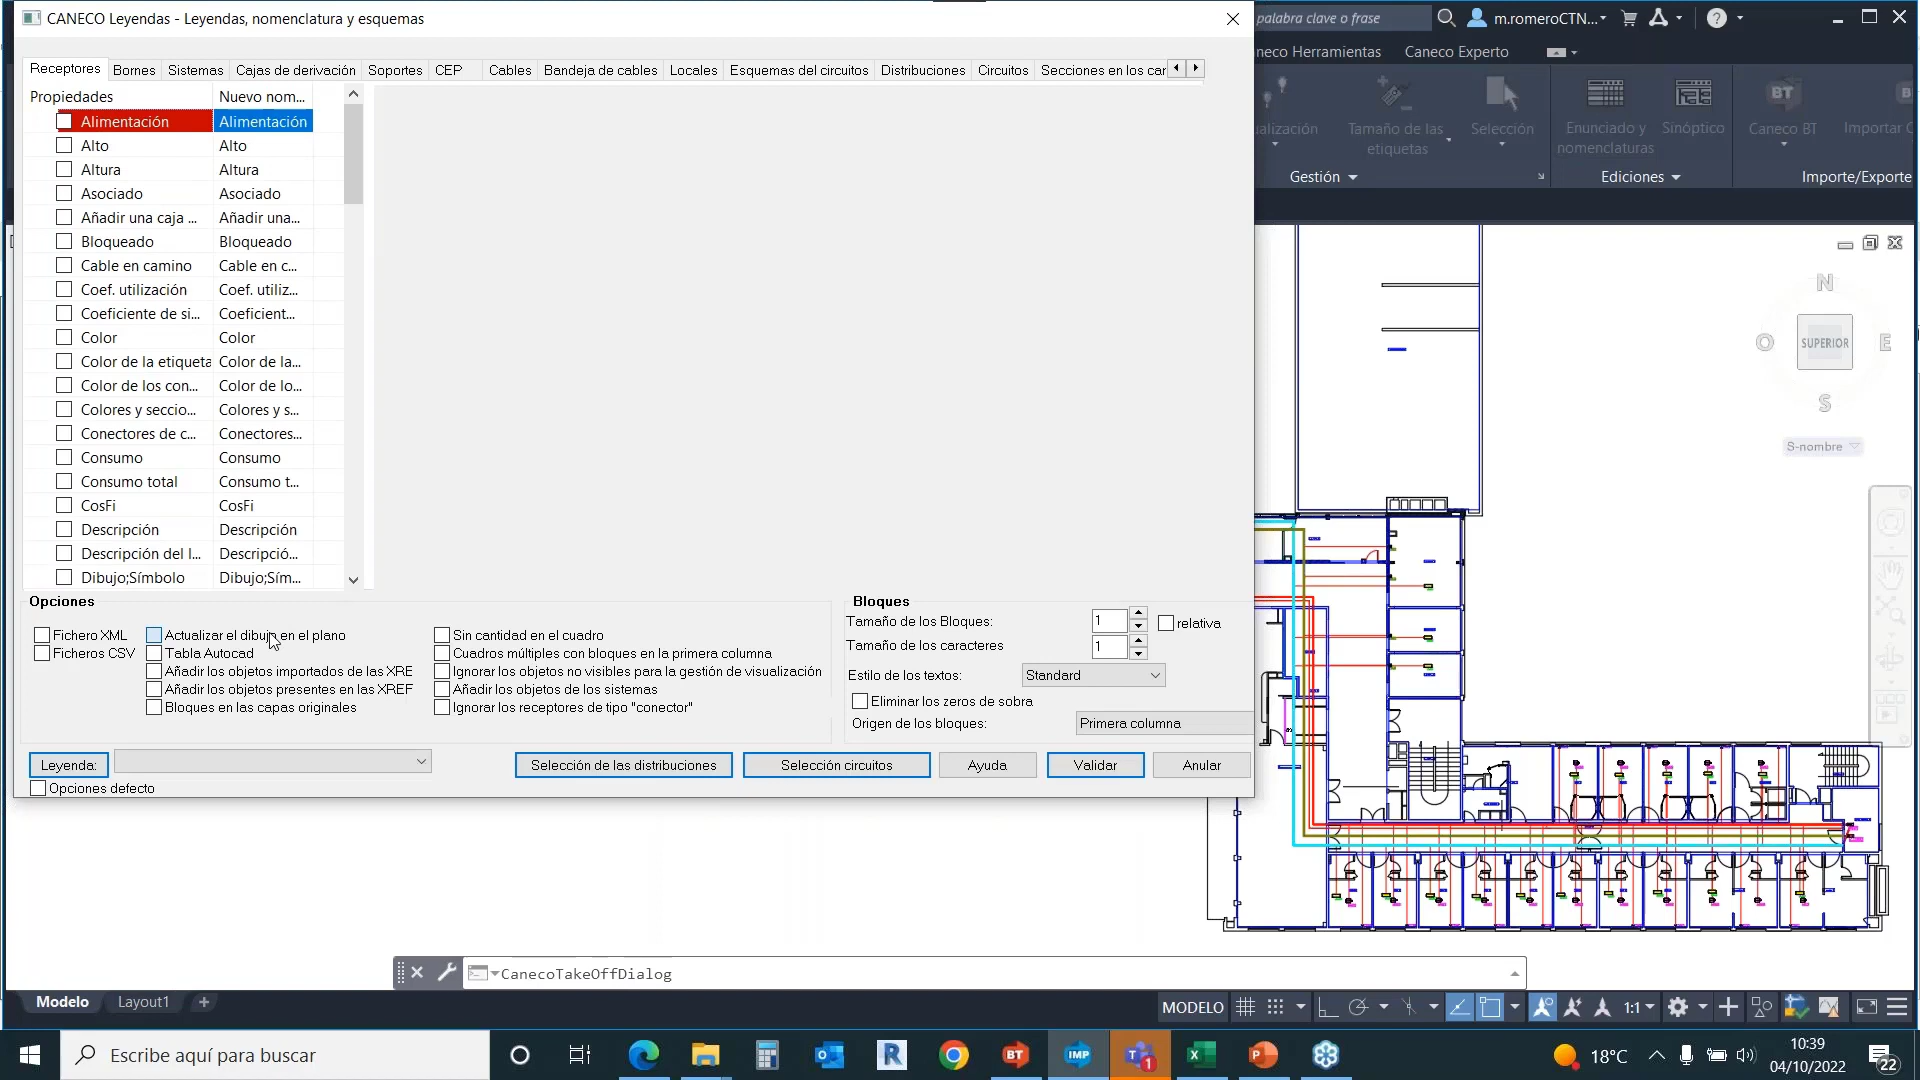 CANECO Leyendas - Leyendas, nomenclatura y esquemas
palabra clave o frase
m.romeroCTN...
neco Herramientas
Caneco Experto
Receptores
Bornes
Sistemas
Cajas de derivación
Soportes
CEP
Cables
Bandeja de cables
Locales
Esquemas del circuitos
Distribuciones
Circuitos
Secciones en los car
Propiedades
Nuevo nom...
Alimentación
Alimentación
Alto
Alto
Altura
Altura
Asociado
Asociado
Añadir una caja ...
Añadir una...
Bloqueado
Bloqueado
Cable en camino
Cable en c...
Coef. utilización
Coef. utiliz...
Coeficiente de si...
Coeficient...
Color
Color
Color de la etiqueta
Color de la...
Color de los con...
Color de lo...
Colores y seccio...
Colores y s...
Conectores de c...
Conectores...
Consumo
Consumo
Consumo total
Consumo t...
CosFi
CosFi
Descripción
Descripción
Descripción del l...
Descripció...
Dibujo;Símbolo
Dibujo;Sím...
alización
Tamaño de las
etiquetas
Selección
Enunciado y
nomenclaturas
Sinóptico
BT
Caneco BT
Importar C
Gestión
Ediciones
Importe/Exporte
N
O
SUPERIOR
E
S
S-nombre
Opciones
Fichero XML
Ficheros CSV
Actualizar el dibujo en el plano
Tabla Autocad
Añadir los objetos importados de las XRE
Añadir los objetos presentes en las XREF
Bloques en las capas originales
Sin cantidad en el cuadro
Cuadros múltiples con bloques en la primera columna
Ignorar los objetos no visibles para la gestión de visualización
Añadir los objetos de los sistemas
Ignorar los receptores de tipo "conector"
Bloques
Tamaño de los Bloques:
1
relativa
Tamaño de los caracteres
1
Estilo de los textos:
Standard
Eliminar los zeros de sobra
Origen de los bloques:
Primera columna
Leyenda:
Selección de las distribuciones
Selección circuitos
Ayuda
Validar
Anular
Opciones defecto
CanecoTakeOffDialog
Modelo
Layout1
+
MODELO
1:1
Escribe aquí para buscar
R
BT
IMP
1
18°C
10:39
04/10/2022
22